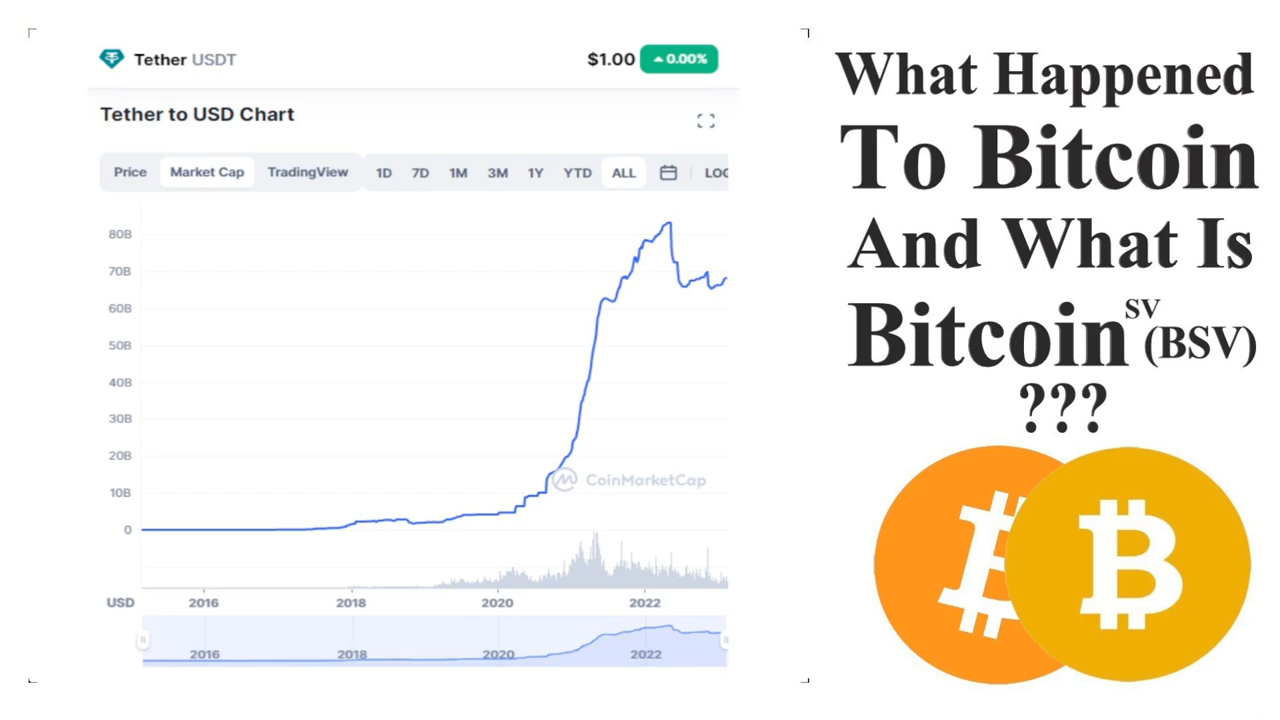 Tether USDT
$1.00 0.00%
Tether to USD Chart
Price Market Cap TradingView 1D 7D 1M 3M 1Y YTD ALL LOG
80B
70B
60B
50B
40B
30B
20B
10B
0
CoinMarketCap
USD 2016 2018 2020 2022
2016 2018 2020 2022
What Happened
To Bitcoin
And What Is
Bitcoin SV (BSV)
???